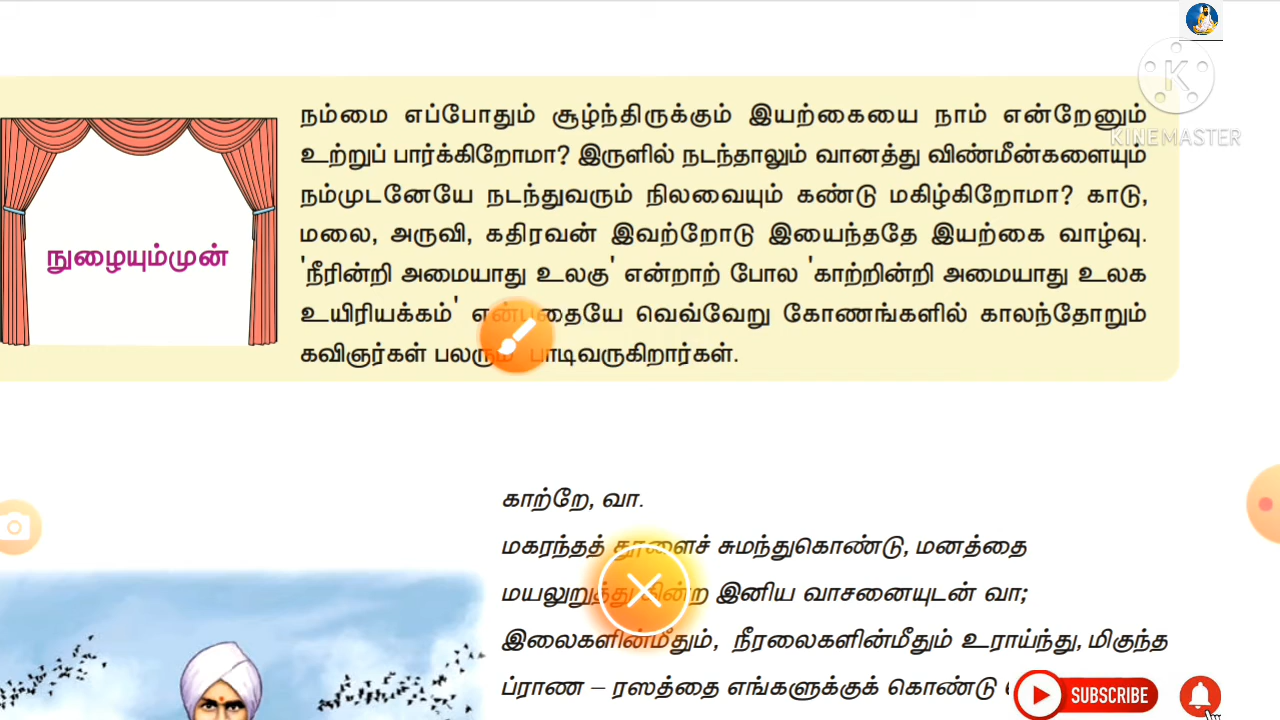 நம்மை எப்போதும் சூழ்ந்திருக்கும் இயற்கையை நாம் என்றேனும்
உற்றுப் பார்க்கிறோமா? இருளில் நடந்தாலும் வானத்து விண்மீன்களையும்
நம்முடனேயே நடந்துவரும் நிலவையும் கண்டு மகிழ்கிறோமா? காடு,
மலை, அருவி, கதிரவன் இவற்றோடு இயைந்ததே இயற்கை வாழ்வு.
'நீரின்றி அமையாது உலகு' என்றாற் போல 'காற்றின்றி அமையாது உலக
உயிரியக்கம்' என்பதையே வெவ்வேறு கோணங்களில் காலந்தோறும்
கவிஞர்கள் பலரும் பாடிவருகிறார்கள்.
நுழையும்முன்
K
KINEMASTER
காற்றே, வா.
மகரந்தத் தூளைச் சுமந்துகொண்டு, மனத்தை
மயலுறுத்துகின்ற இனிய வாசனையுடன் வா;
இலைகளின்மீதும், நீரலைகளின்மீதும் உராய்ந்து, மிகுந்த
ப்ராண – ரஸத்தை எங்களுக்குக் கொண்டு
SUBSCRIBE